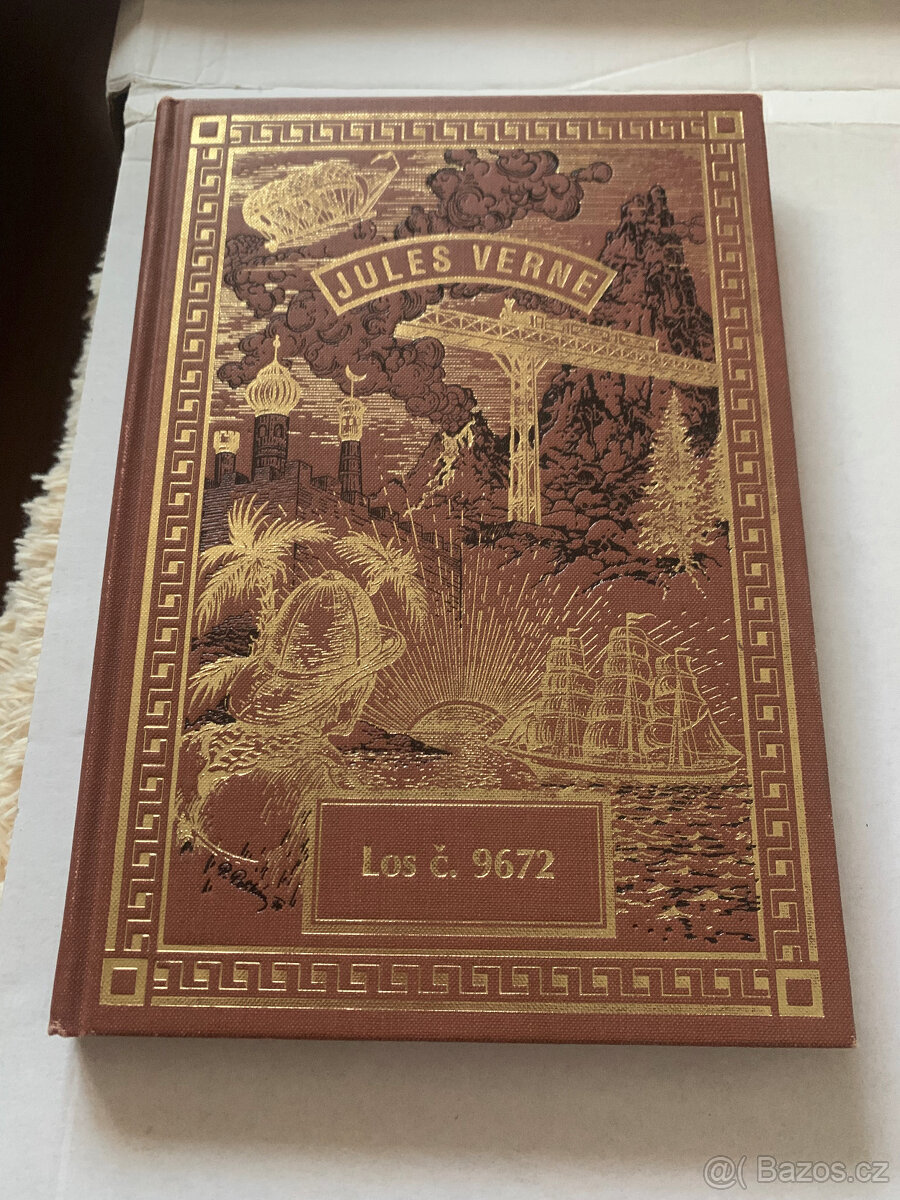 JULES VERNE
Los č. 9672
@( Bazos.cz